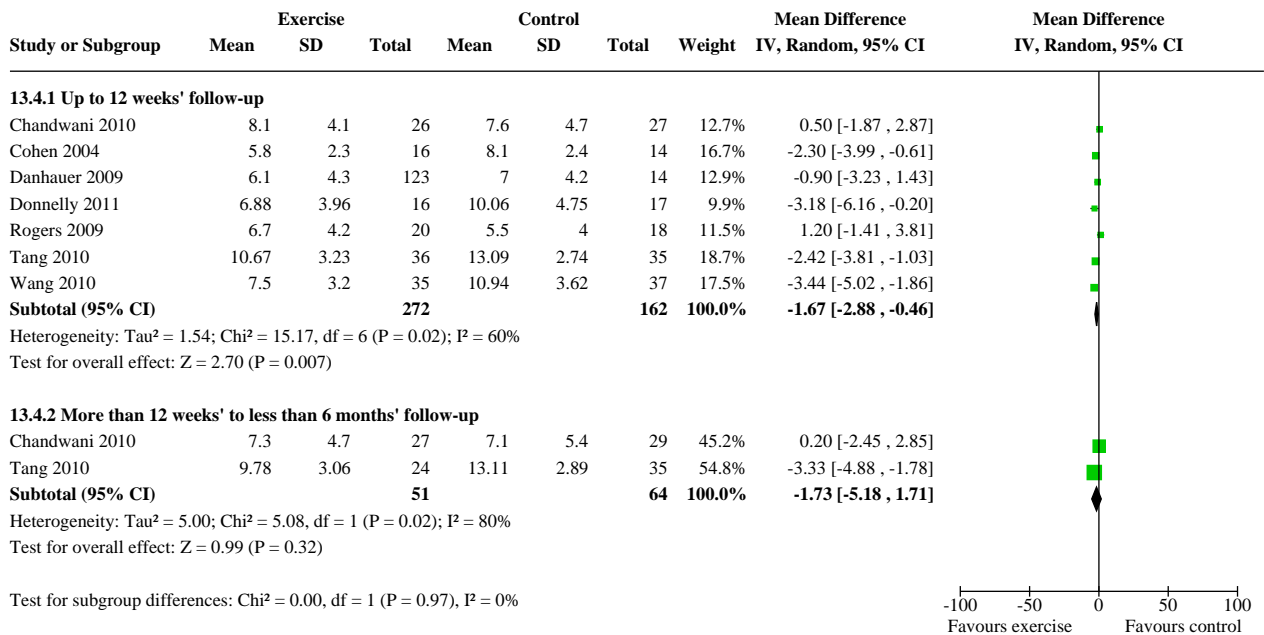 Exercise Control Mean Difference Mean Difference
Study or Subgroup Mean SD Total Mean SD Total Weight IV, Random, 95% CI IV, Random, 95% CI
13.4.1 Up to 12 weeks' follow-up
Chandwani 2010 8.1 4.1 26 7.6 4.7 27 12.7% 0.50 [-1.87 , 2.87]
Cohen 2004 5.8 2.3 16 8.1 2.4 14 16.7% -2.30 [-3.99 , -0.61]
Danhauer 2009 6.1 4.3 123 7 4.2 14 12.9% -0.90 [-3.23 , 1.43]
Donnelly 2011 6.88 3.96 16 10.06 4.75 17 9.9% -3.18 [-6.16 , -0.20]
Rogers 2009 6.7 4.2 20 5.5 4 18 11.5% 1.20 [-1.41 , 3.81]
Tang 2010 10.67 3.23 36 13.09 2.74 35 18.7% -2.42 [-3.81 , -1.03]
Wang 2010 7.5 3.2 35 10.94 3.62 37 17.5% -3.44 [-5.02 , -1.86]
Subtotal (95% CI) 272 162 100.0% -1.67 [-2.88 , -0.46]
Heterogeneity: Tau² = 1.54; Chi² = 15.17, df = 6 (P = 0.02); I² = 60%
Test for overall effect: Z = 2.70 (P = 0.007)
13.4.2 More than 12 weeks' to less than 6 months' follow-up
Chandwani 2010 7.3 4.7 27 7.1 5.4 29 45.2% 0.20 [-2.45 , 2.85]
Tang 2010 9.78 3.06 24 13.11 2.89 35 54.8% -3.33 [-4.88 , -1.78]
Subtotal (95% CI) 51 64 100.0% -1.73 [-5.18 , 1.71]
Heterogeneity: Tau² = 5.00; Chi² = 5.08, df = 1 (P = 0.02); I² = 80%
Test for overall effect: Z = 0.99 (P = 0.32)
Test for subgroup differences: Chi² = 0.00, df = 1 (P = 0.97), I² = 0%
-100 -50 0 50 100
Favours exercise Favours control